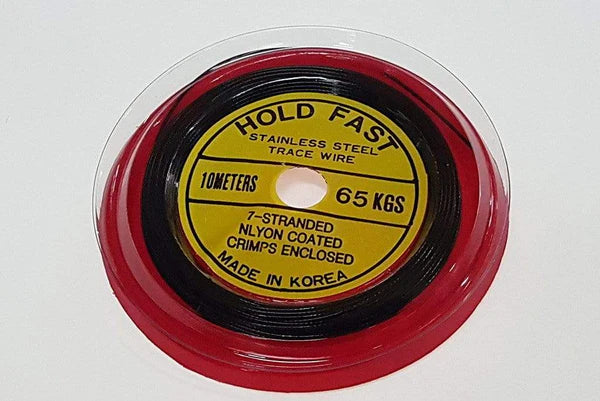 HOLD FAST
STAINLESS STEEL
TRACE WIRE
10METERS 65 KGS
7-STRANDED
NLYON COATED
CRIMPS ENCLOSED
MADE IN KOREA